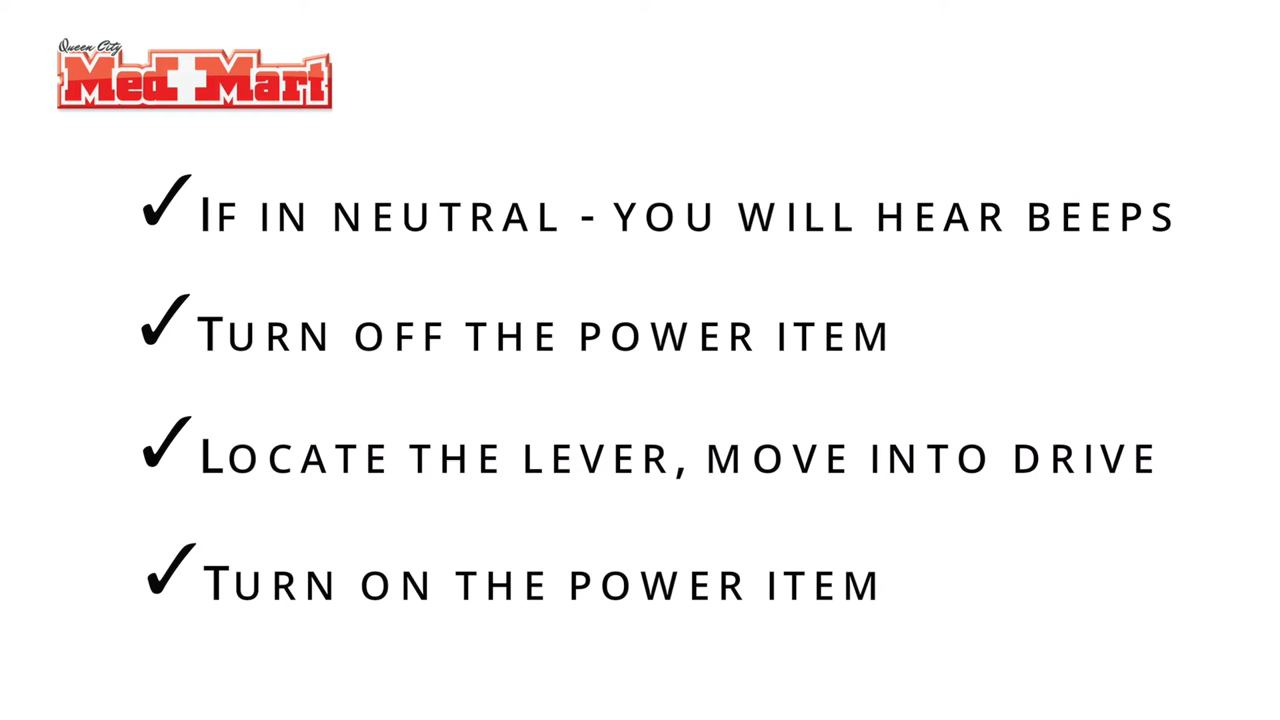 Queen City
Med Mart
✓ IF IN NEUTRAL - YOU WILL HEAR BEEPS
✓ TURN OFF THE POWER ITEM
✓ LOCATE THE LEVER, MOVE INTO DRIVE
✓ TURN ON THE POWER ITEM